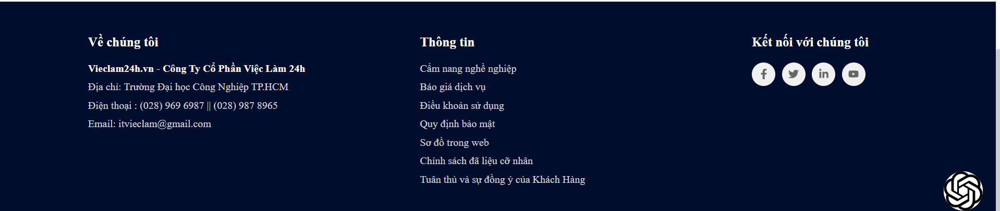 Về chúng tôi
Vieclam24h.vn - Công Ty Cổ Phần Việc Làm 24h
Địa chỉ: Trường Đại học Công Nghiệp TP.HCM
Điện thoại : (028) 969 6987 || (028) 987 8965
Email: itvieclam@gmail.com
Thông tin
Cẩm nang nghề nghiệp
Báo giá dịch vụ
Điều khoản sử dụng
Quy định bảo mật
Sơ đồ trong web
Chính sách đã liệu cỡ nhân
Tuân thủ và sự đồng ý của Khách Hàng
Kết nối với chúng tôi